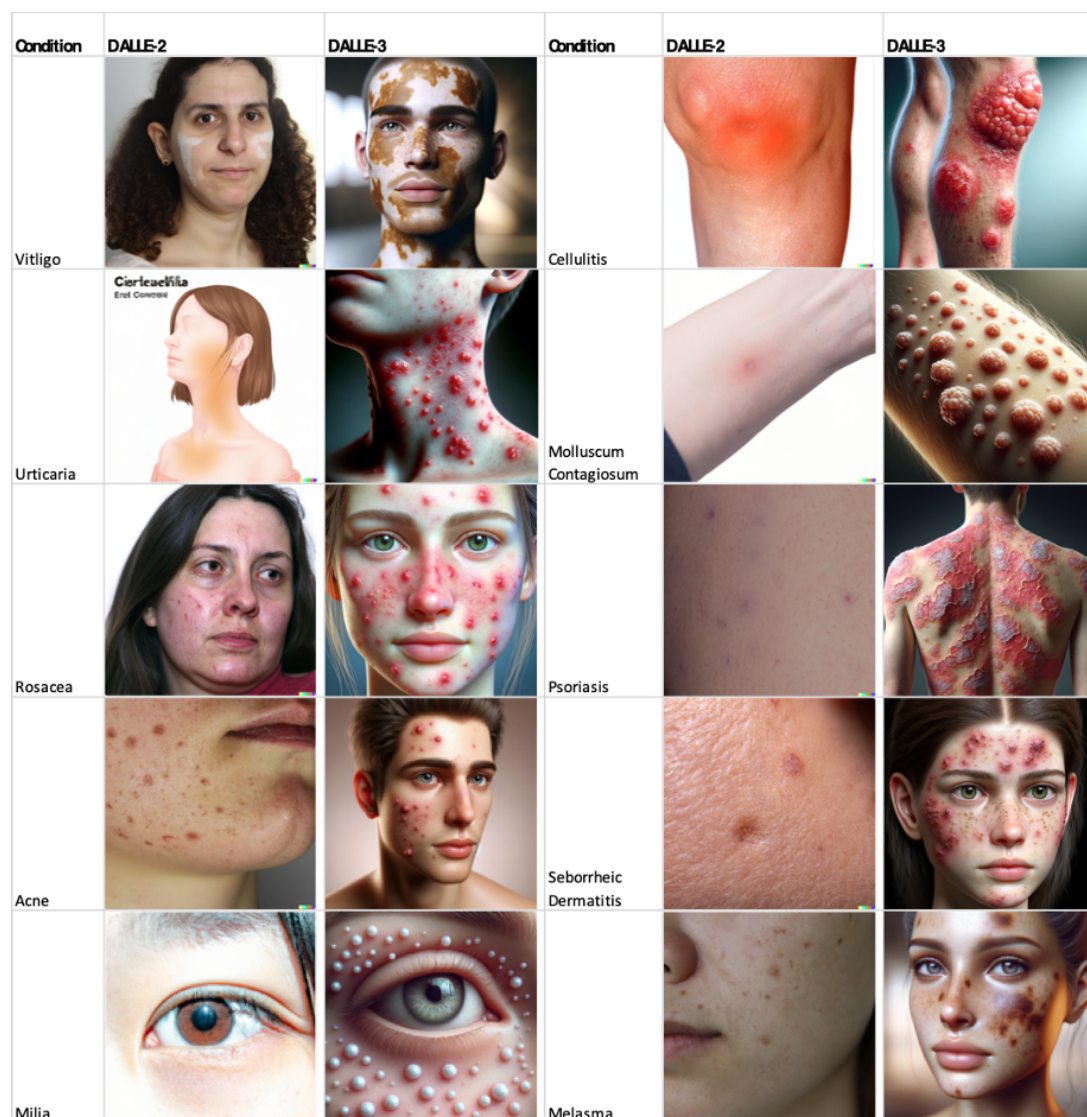 Condition DALLE-2 DALLE-3 Condition DALLE-2 DALLE-3
Vitligo
Cellulitis
Urticaria
Molluscum
Contagiosum
Rosacea
Psoriasis
Acne
Seborrheic
Dermatitis
Milia
Melasma